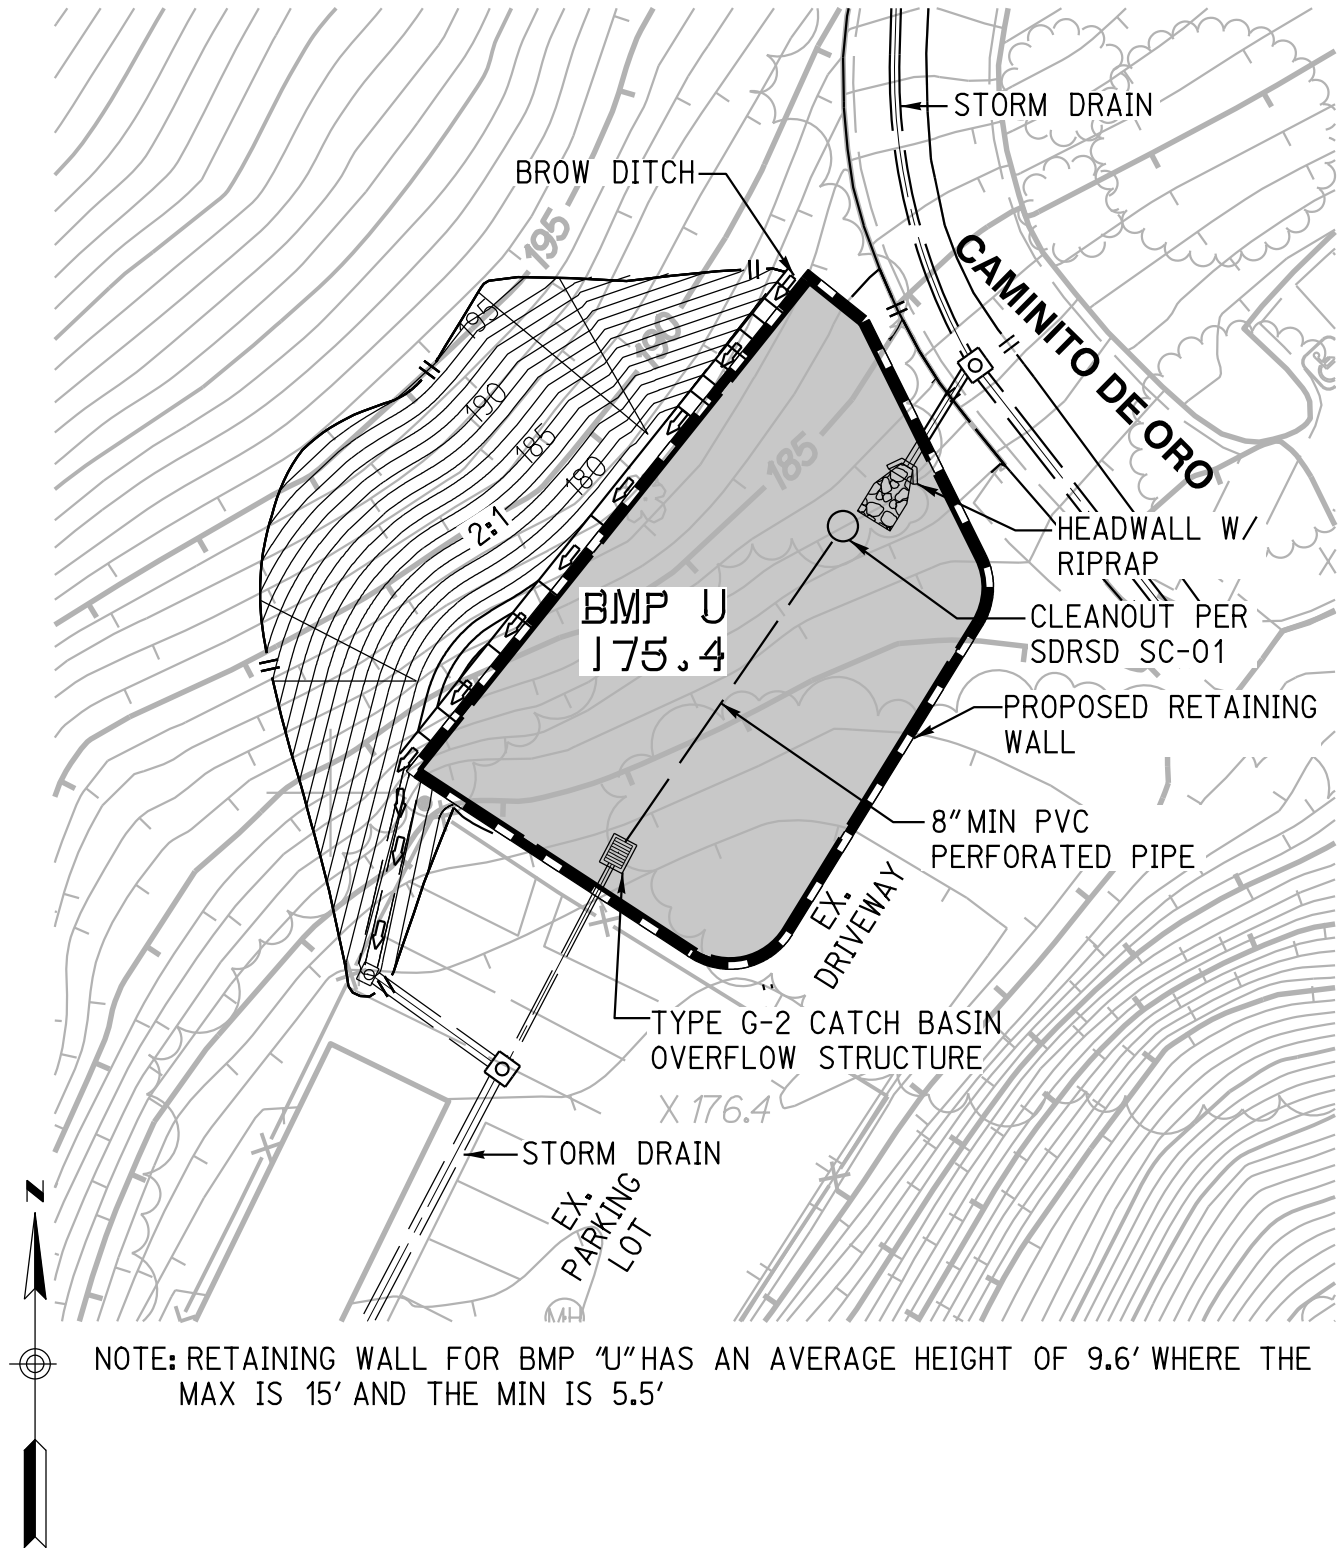 STORM DRAIN
BROW DITCH
195
CAMINITO DE ORO
195
190
190
185
185
180
2:1
HEADWALL W/
RIPRAP
BMP U
175.4
CLEANOUT PER
SDRSD SC-01
PROPOSED RETAINING
WALL
8" MIN PVC
PERFORATED PIPE
EX.
DRIVEWAY
TYPE G-2 CATCH BASIN
OVERFLOW STRUCTURE
X 176.4
STORM DRAIN
EX.
PARKING
LOT
MH
N
NOTE: RETAINING WALL FOR BMP "U" HAS AN AVERAGE HEIGHT OF 9.6' WHERE THE
MAX IS 15' AND THE MIN IS 5.5'